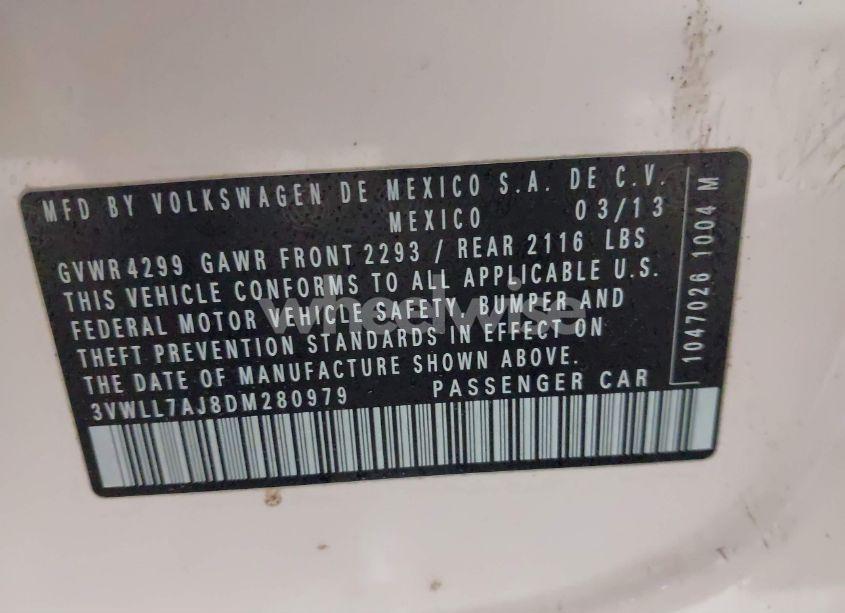 MFD BY VOLKSWAGEN DE MEXICO S.A. DE C.V.
MEXICO 03/13
GVWR 4299 GAWR FRONT 2293 / REAR 2116 LBS
THIS VEHICLE CONFORMS TO ALL APPLICABLE U.S.
FEDERAL MOTOR VEHICLE SAFETY, BUMPER AND
THEFT PREVENTION STANDARDS IN EFFECT ON
THE DATE OF MANUFACTURE SHOWN ABOVE.
3VWLL7AJ8DM280979 PASSENGER CAR
1047026 1004 M
wheelwise